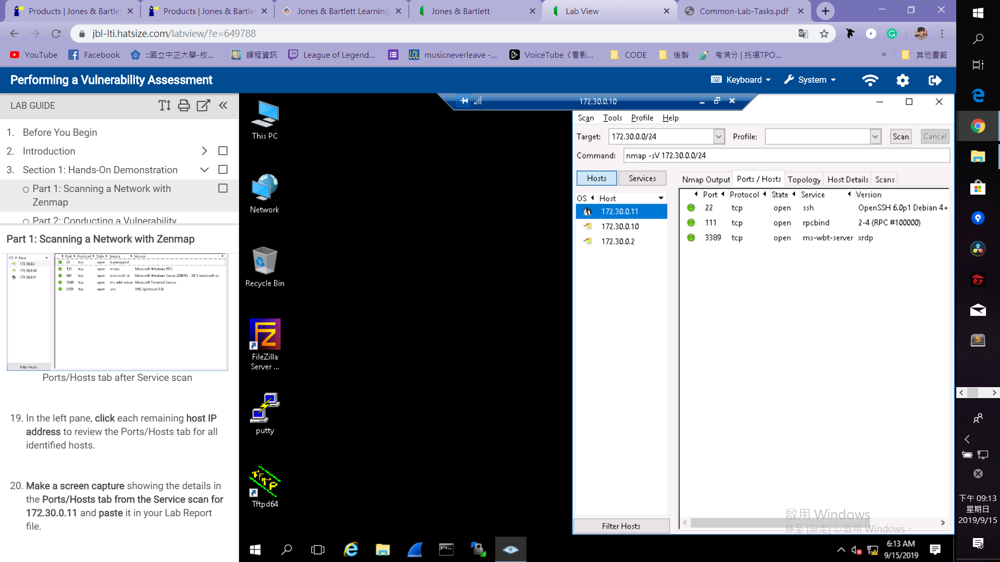 Products | Jones & Bartlet
Products | Jones & Bartlet
Jones & Bartlett Learning
Jones & Bartlett
Lab View
Common-Lab-Tasks.pdf
jbl-lti.hatsize.com/labview/?e=649788
YouTube
Facebook
::國立中正大學-校...
課程資訊
League of Legend...
musicneverleave -...
VoiceTube《看影...
CODE
後製
考满分 | 托福TPO...
»
其他書籤
Performing a Vulnerability Assessment
Keyboard
System
LAB GUIDE
1. Before You Begin
2. Introduction
3. Section 1: Hands-On Demonstration
Part 1: Scanning a Network with
Zenmap
Part 2: Conducting a Vulnerability
Part 1: Scanning a Network with Zenmap
OS Host
172.30.0.2
172.30.0.10
172.30.0.11
Port Protocol State Service Version
22 tcp open tcpwrapped
135 tcp open msrpc Microsoft Windows RPC
445 tcp open microsoft-ds Microsoft Windows Server 2008 R2 - 2012 microsoft-ds
3389 tcp open ms-wbt-server Microsoft Terminal Service
5901 tcp open vnc VNC (protocol 3.8)
Filter Hosts
Ports/Hosts tab after Service scan
19. In the left pane, click each remaining host IP
address to review the Ports/Hosts tab for all
identified hosts.
20. Make a screen capture showing the details in
the Ports/Hosts tab from the Service scan for
172.30.0.11 and paste it in your Lab Report
file.
This PC
Network
Recycle Bin
FileZilla
Server ...
putty
Tftpd64
172.30.0.10
Scan Tools Profile Help
Target: 172.30.0.0/24 Profile: Scan Cancel
Command: nmap -sV 172.30.0.0/24
Hosts Services
Nmap Output Ports / Hosts Topology Host Details Scans
OS Host
172.30.0.11
172.30.0.10
172.30.0.2
Port Protocol State Service Version
22 tcp open ssh OpenSSH 6.0p1 Debian 4+
111 tcp open rpcbind 2-4 (RPC #100000)
3389 tcp open ms-wbt-server xrdp
Filter Hosts
啟用 Windows
移至 [設定] 以啟用 Windows。
6:13 AM
9/15/2019
下午 09:13
星期日
2019/9/15